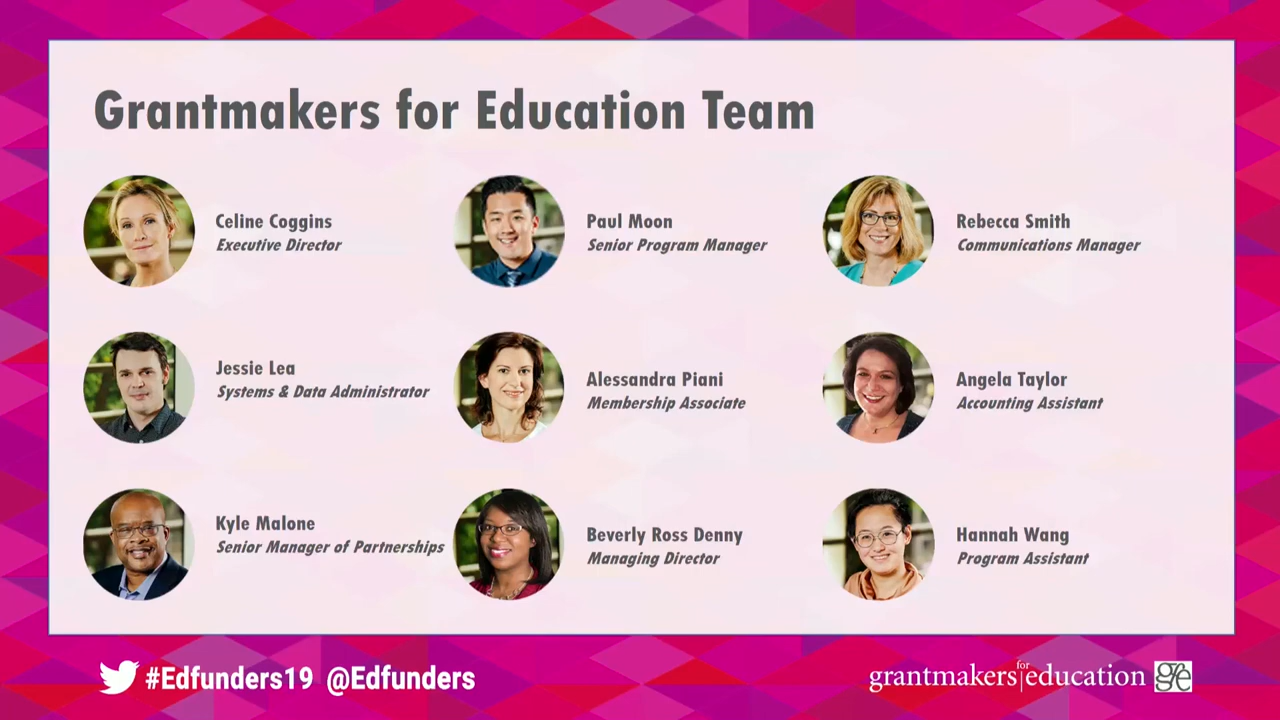 Grantmakers for Education Team
Celine Coggins
Executive Director
Paul Moon
Senior Program Manager
Rebecca Smith
Communications Manager
Jessie Lea
Systems & Data Administrator
Alessandra Piani
Membership Associate
Angela Taylor
Accounting Assistant
Kyle Malone
Senior Manager of Partnerships
Beverly Ross Denny
Managing Director
Hannah Wang
Program Assistant
#Edfunders19 @Edfunders
grantmakers for education gfe